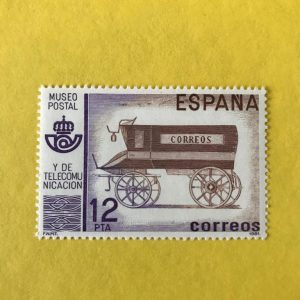 MUSEO
POSTAL
ESPAÑA
CORREOS
Y DE
TELECOMU
NICACION
12
PTA
correos
F.N.M.T.